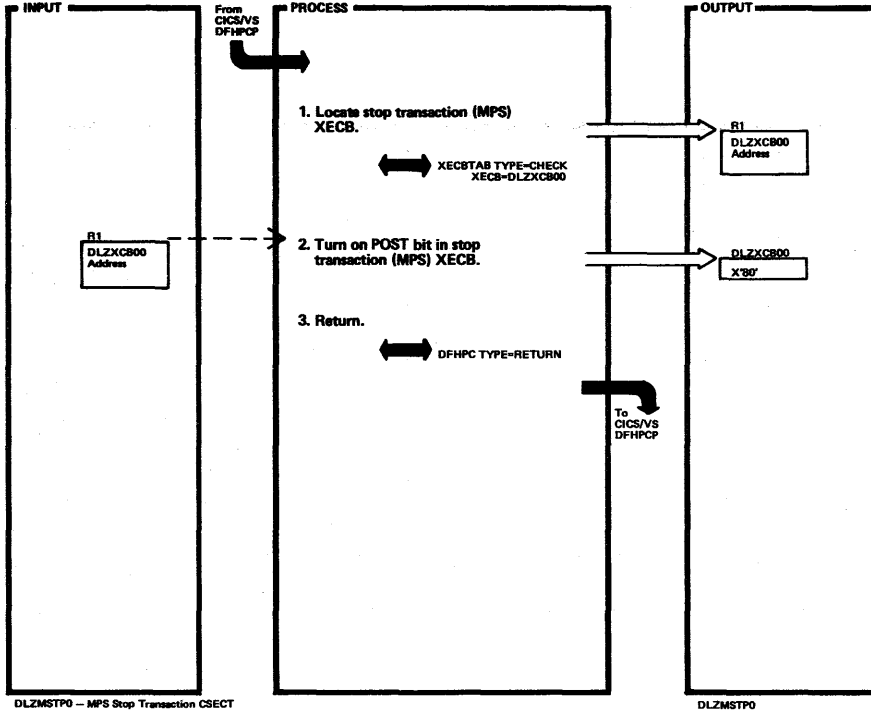 INPUT
From
CICS/VS
DFHPCP
PROCESS
OUTPUT
1. Locate stop transaction (MPS)
XECB.
R1
DLZXCB00
Address
XECBTAB TYPE=CHECK
XECB=DLZXCB00
R1
DLZXCB00
Address
2. Turn on POST bit in stop
transaction (MPS) XECB.
DLZXCB00
X'80'
3. Return.
DFHPC TYPE=RETURN
To
CICS/VS
DFHPCP
DLZMSTP0 — MPS Stop Transaction CSECT
DLZMSTP0